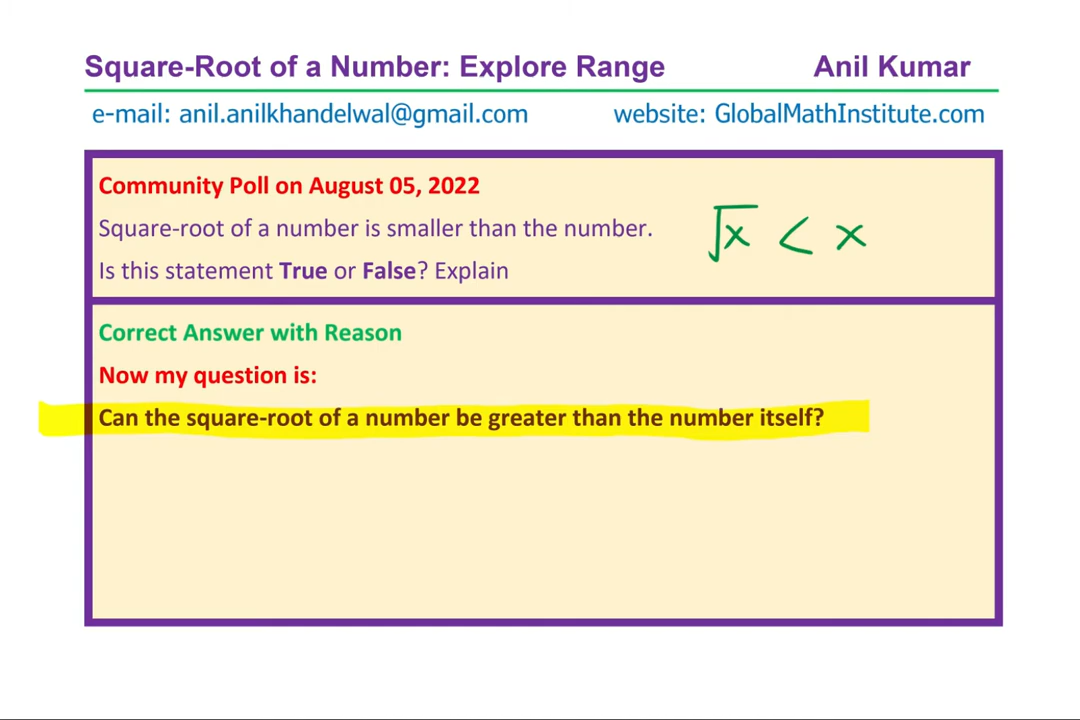 Square-Root of a Number: Explore Range Anil Kumar
e-mail: anil.anilkhandelwal@gmail.com website: GlobalMathInstitute.com
Community Poll on August 05, 2022
Square-root of a number is smaller than the number.
√x < x
Is this statement True or False? Explain
Correct Answer with Reason
Now my question is:
Can the square-root of a number be greater than the number itself?